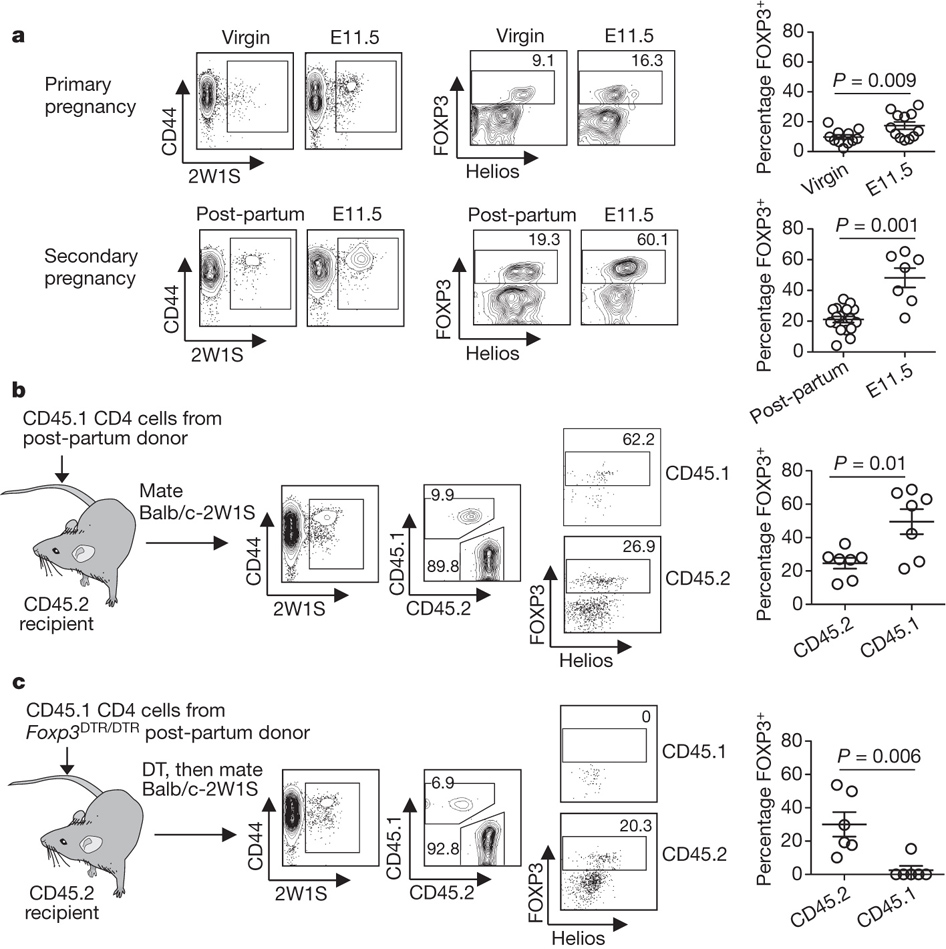 a
Primary
pregnancy
Virgin
E11.5
CD44
2W1S
Virgin
E11.5
9.1
16.3
FOXP3
Helios
Percentage FOXP3⁺
80
60
40
20
0
P = 0.009
Virgin
E11.5
Secondary
pregnancy
Post-partum
E11.5
CD44
2W1S
Post-partum
E11.5
19.3
60.1
FOXP3
Helios
Percentage FOXP3⁺
80
60
40
20
0
P = 0.001
Post-partum
E11.5
b
CD45.1 CD4 cells from
post-partum donor
Mate
Balb/c-2W1S
CD45.2
recipient
CD44
2W1S
9.9
89.8
CD45.1
CD45.2
62.2
CD45.1
26.9
CD45.2
FOXP3
Helios
Percentage FOXP3⁺
80
60
40
20
0
P = 0.01
CD45.2
CD45.1
c
CD45.1 CD4 cells from
Foxp3ᴰᵀᴿ/ᴰᵀᴿ post-partum donor
DT, then mate
Balb/c-2W1S
CD45.2
recipient
CD44
2W1S
6.9
92.8
CD45.1
CD45.2
0
CD45.1
20.3
CD45.2
FOXP3
Helios
Percentage FOXP3⁺
80
60
40
20
0
P = 0.006
CD45.2
CD45.1